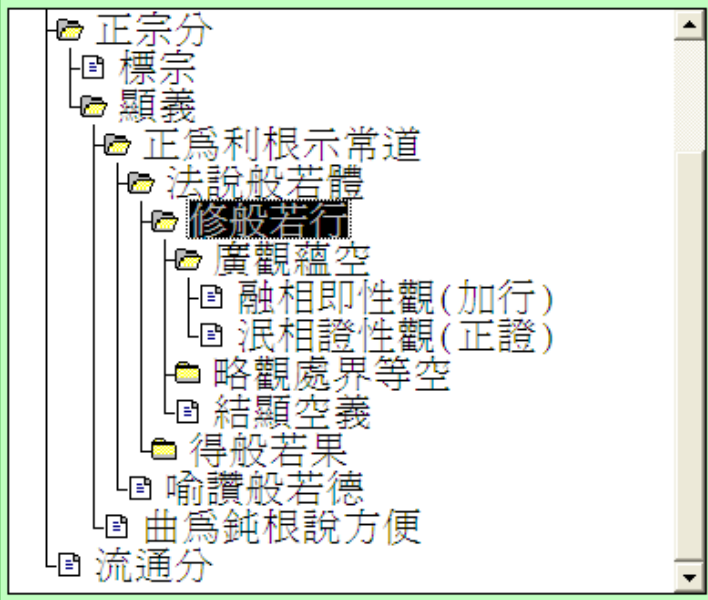 正宗分
標宗
顯義
正爲利根示常道
法說般若體
修般若行
廣觀蘊空
融相即性觀(加行)
泯相證性觀(正證)
略觀處界等空
結顯空義
得般若果
喻讚般若德
曲爲鈍根說方便
流通分